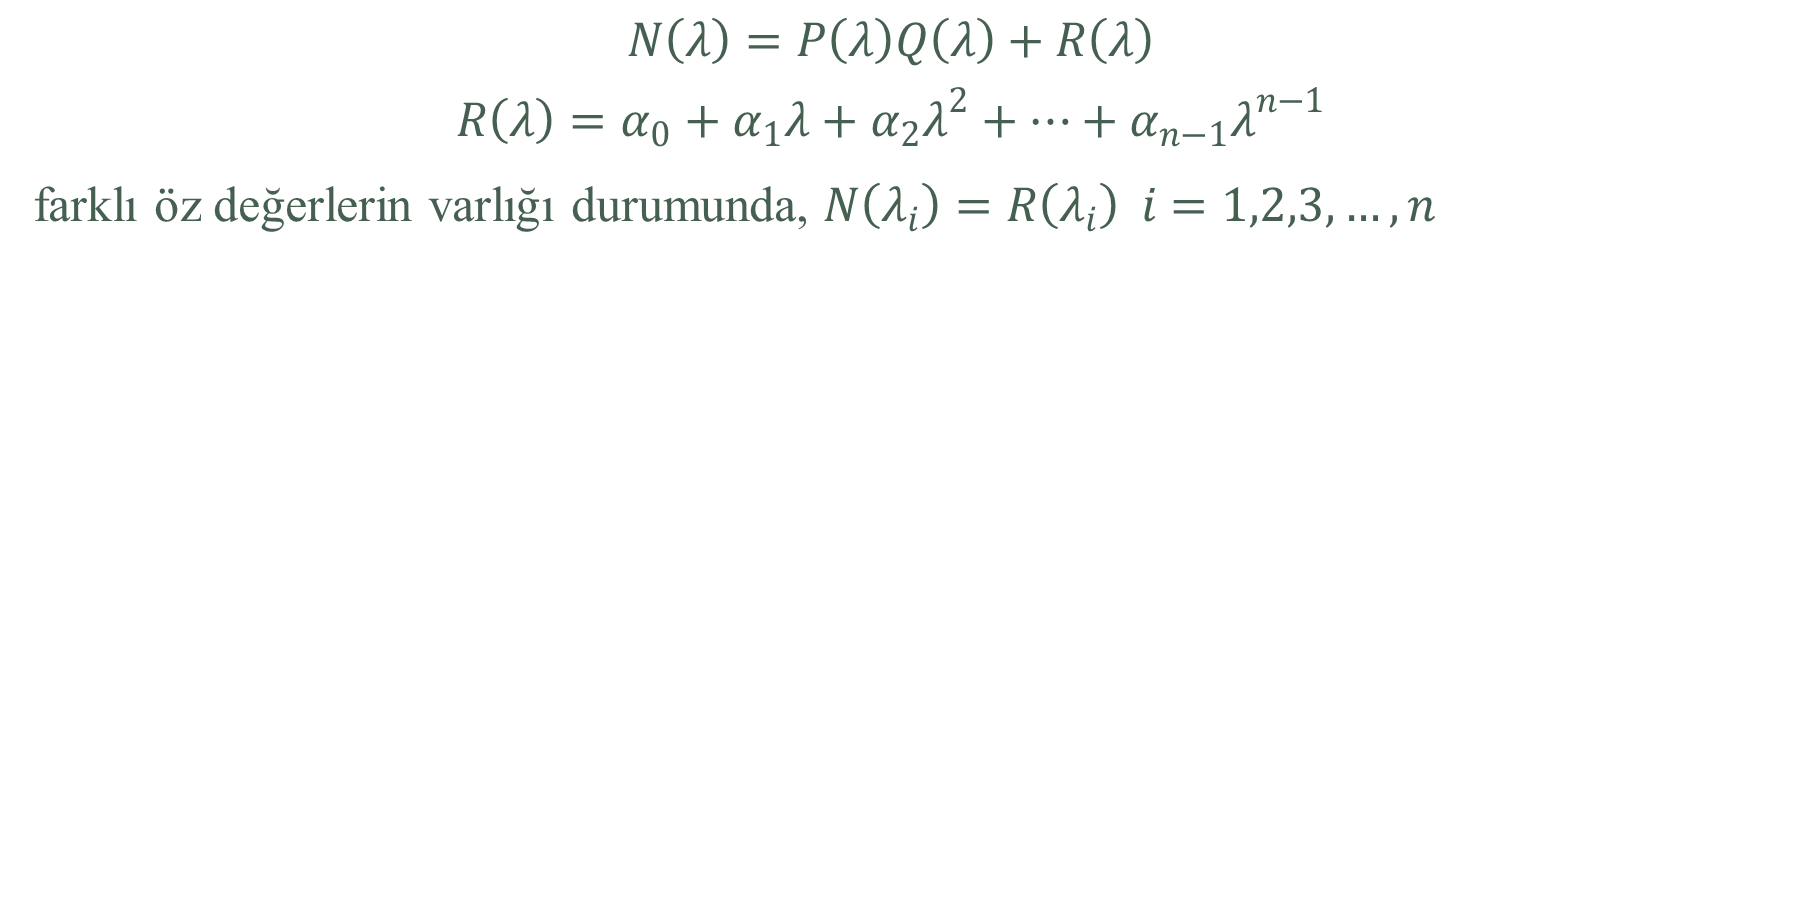 𝑁(𝜆) = 𝑃(𝜆)𝑄(𝜆) + 𝑅(𝜆)
𝑅(𝜆) = 𝛼₀ + 𝛼₁𝜆 + 𝛼₂𝜆² + ⋯ + 𝛼ₙ₋₁𝜆ⁿ⁻¹
farklı öz değerlerin varlığı durumunda, 𝑁(𝜆ᵢ) = 𝑅(𝜆ᵢ) 𝑖 = 1,2,3, … , 𝑛